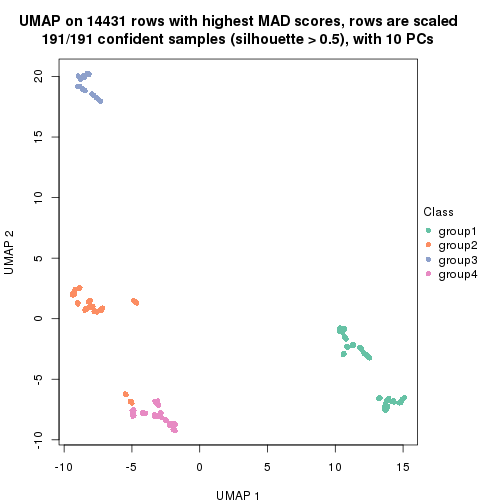 UMAP on 14431 rows with highest MAD scores, rows are scaled
191/191 confident samples (silhouette > 0.5), with 10 PCs
20
15
10
5
0
-5
-10
UMAP 2
-10
-5
0
5
10
15
UMAP 1
Class
group1
group2
group3
group4